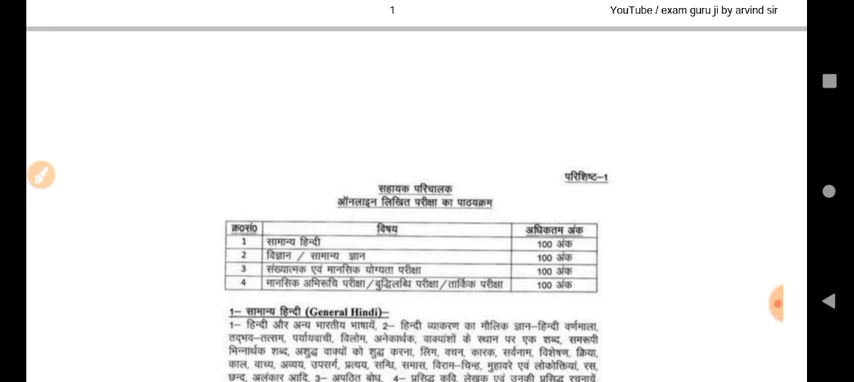 1 YouTube / exam guru ji by arvind sir
परिशिष्ट–1
सहायक परिचालक
ऑनलाइन लिखित परीक्षा का पाठ्यक्रम
क्र०सं० विषय अधिकतम अंक
1 सामान्य हिन्दी 100 अंक
2 विज्ञान / सामान्य ज्ञान 100 अंक
3 संख्यात्मक एवं मानसिक योग्यता परीक्षा 100 अंक
4 मानसिक अभिरूचि परीक्षा/बुद्धिलब्धि परीक्षा/तार्किक परीक्षा 100 अंक
1– सामान्य हिन्दी (General Hindi)–
1– हिन्दी और अन्य भारतीय भाषायें, 2– हिन्दी व्याकरण का मौलिक ज्ञान–हिन्दी वर्णमाला,
तद्भव–तत्सम, पर्यायवाची, विलोम, अनेकार्थक, वाक्यांशों के स्थान पर एक शब्द, समरूपी
भिन्नार्थक शब्द, अशुद्ध वाक्यों को शुद्ध करना, लिंग, वचन, कारक, सर्वनाम, विशेषण, क्रिया,
काल, वाच्य, अव्यय, उपसर्ग, प्रत्यय, सन्धि, समास, विराम–चिन्ह, मुहावरे एवं लोकोक्तियां, रस,
छन्द, अलंकार आदि, 3– अपठित बोध, 4– प्रसिद्ध कवि, लेखक एवं उनकी प्रसिद्ध रचनायें,